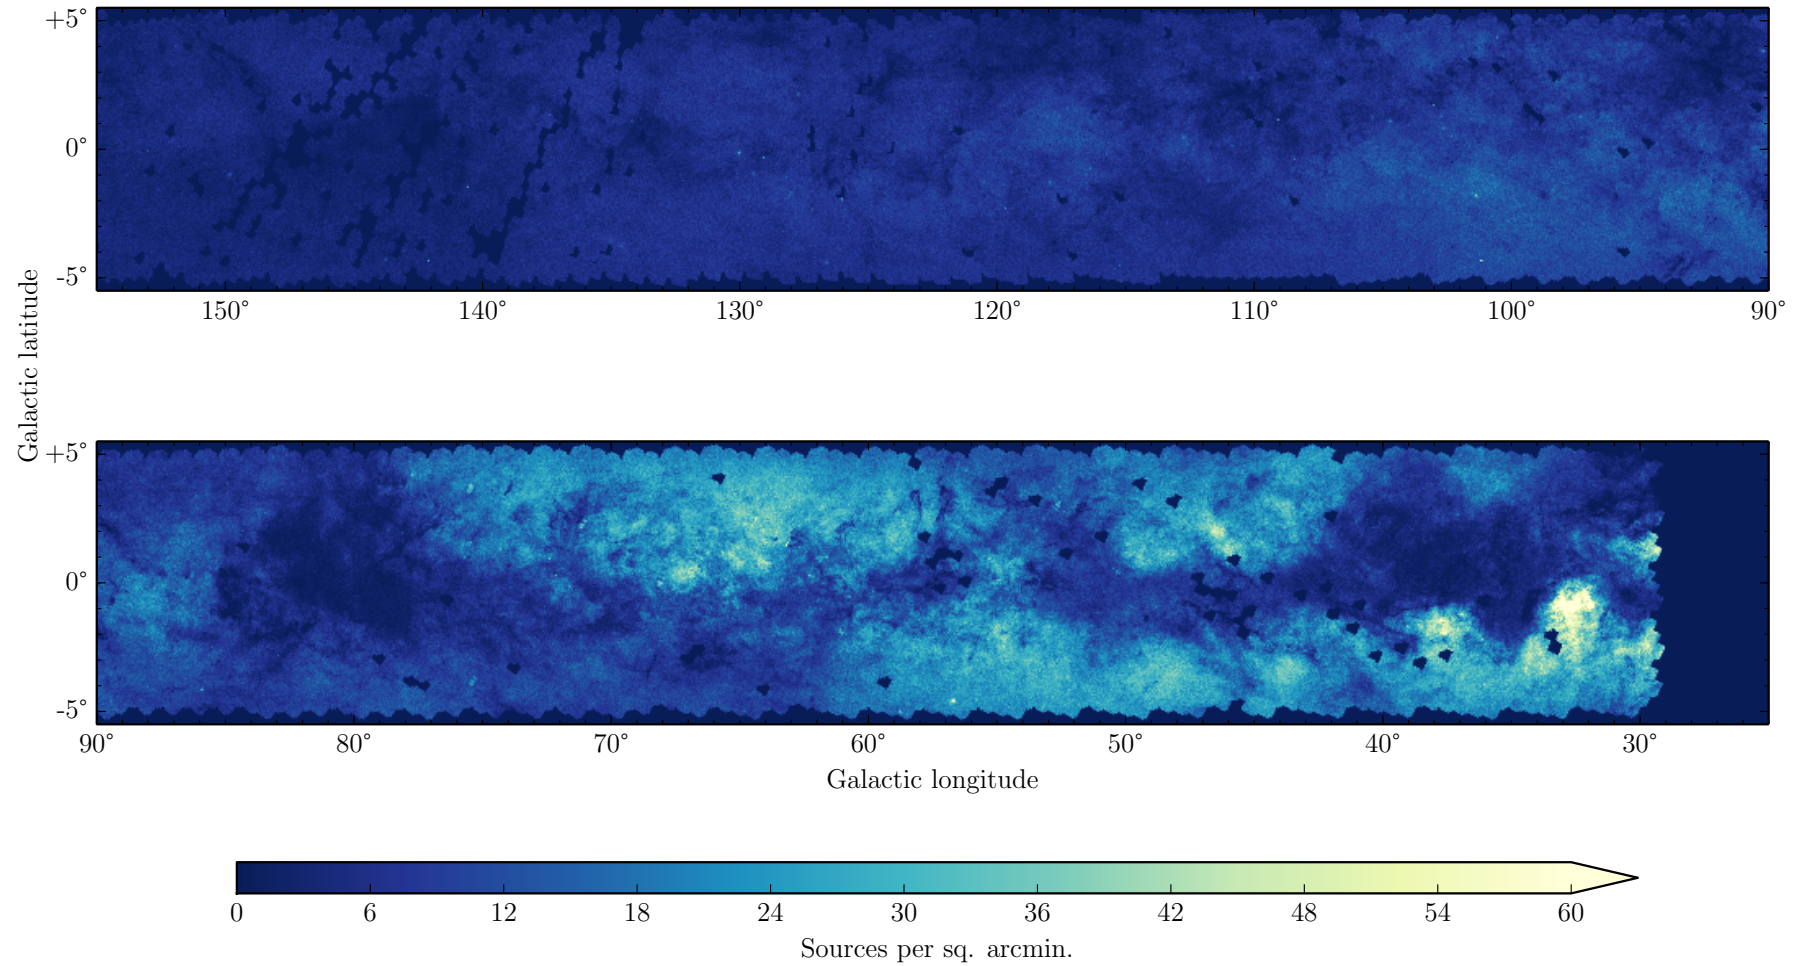 +5°
0°
-5°
150° 140° 130° 120° 110° 100° 90°
Galactic latitude
+5°
0°
-5°
90 80° 70° 60° 50° 40° 30°
Galactic longitude
0 6 12 18 24 30 36 42 48 54 60
Sources per sq. arcmin.